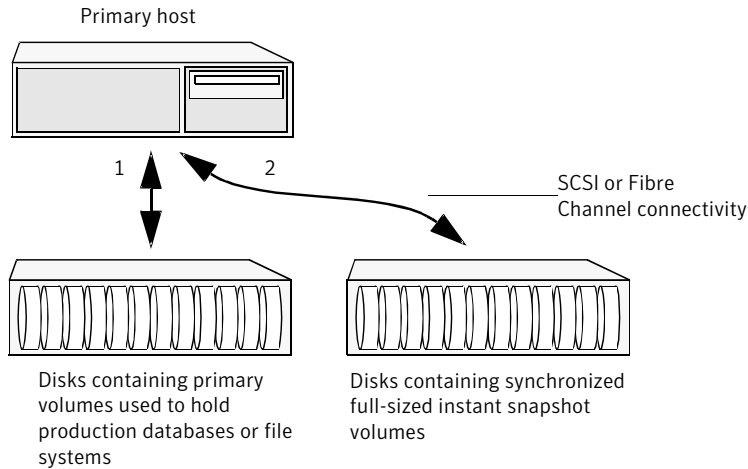 Primary host
1
2
SCSI or Fibre
Channel connectivity
Disks containing primary
volumes used to hold
production databases or file
systems
Disks containing synchronized
full-sized instant snapshot
volumes